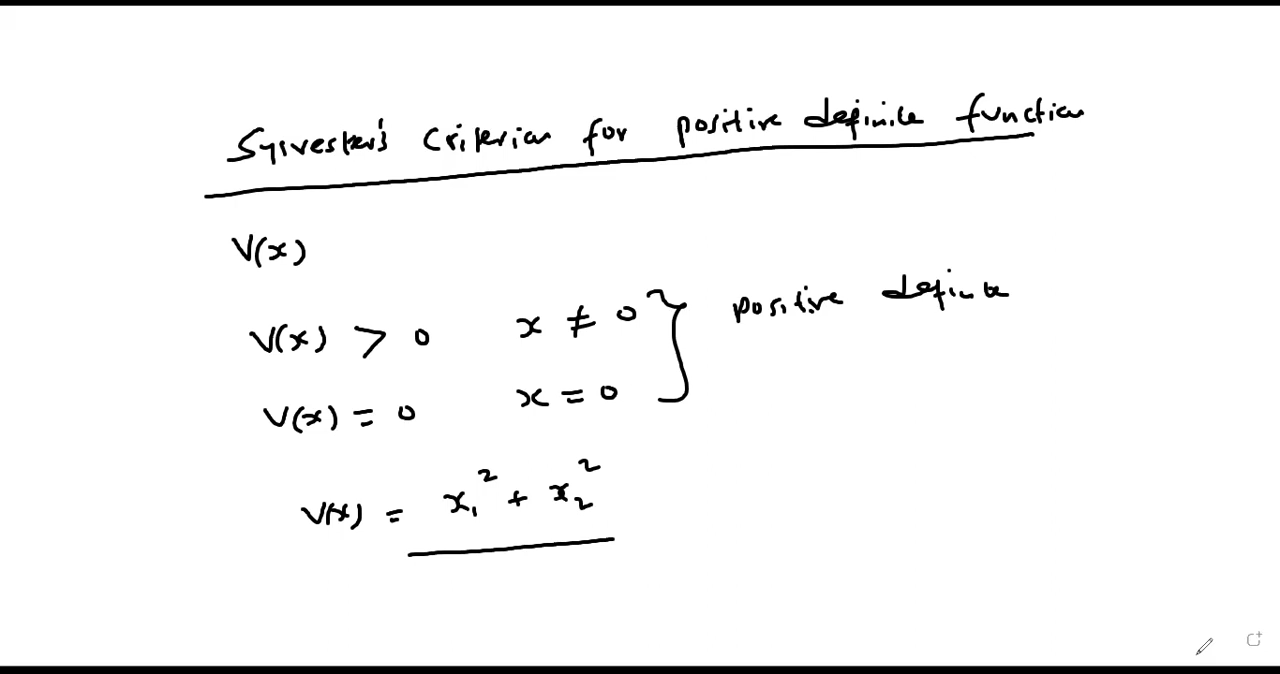 Sylvester's Criterion for positive definite function
V(x)
V(x) > 0 x ≠ 0 } positive definite
V(x) = 0 x = 0
V(x) = x₁² + x₂²